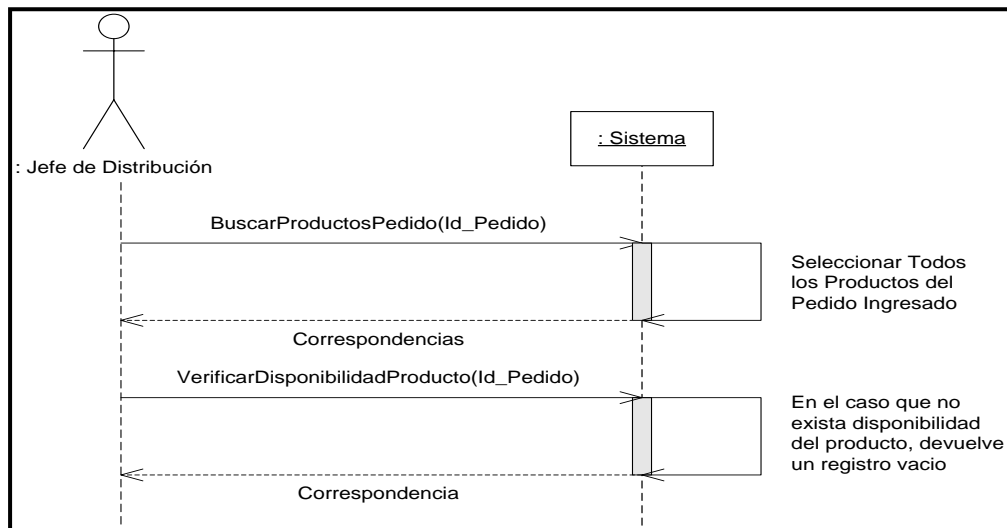 : Jefe de Distribución
: Sistema
BuscarProductosPedido(Id_Pedido)
Seleccionar Todos
los Productos del
Pedido Ingresado
Correspondencias
VerificarDisponibilidadProducto(Id_Pedido)
En el caso que no
exista disponibilidad
del producto, devuelve
un registro vacio
Correspondencia